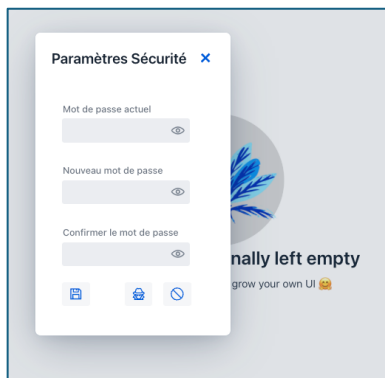 Paramètres Sécurité
Mot de passe actuel
Nouveau mot de passe
Confirmer le mot de passe
nally left empty
grow your own UI 🤗